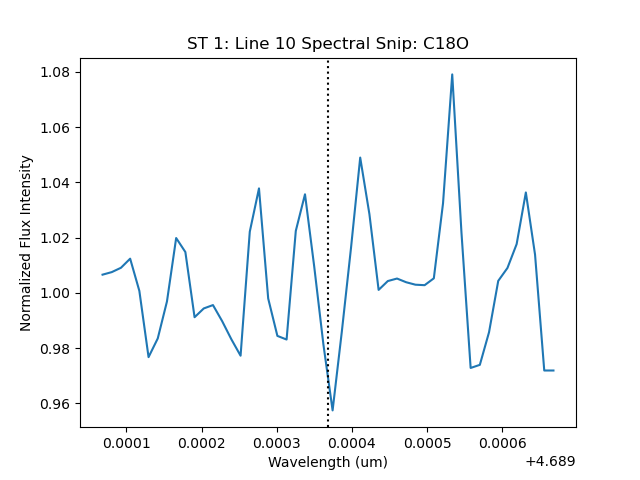 ST 1: Line 10 Spectral Snip: C18O
Normalized Flux Intensity
1.08
1.06
1.04
1.02
1.00
0.98
0.96
0.0001 0.0002 0.0003 0.0004 0.0005 0.0006
Wavelength (um)
+4.689